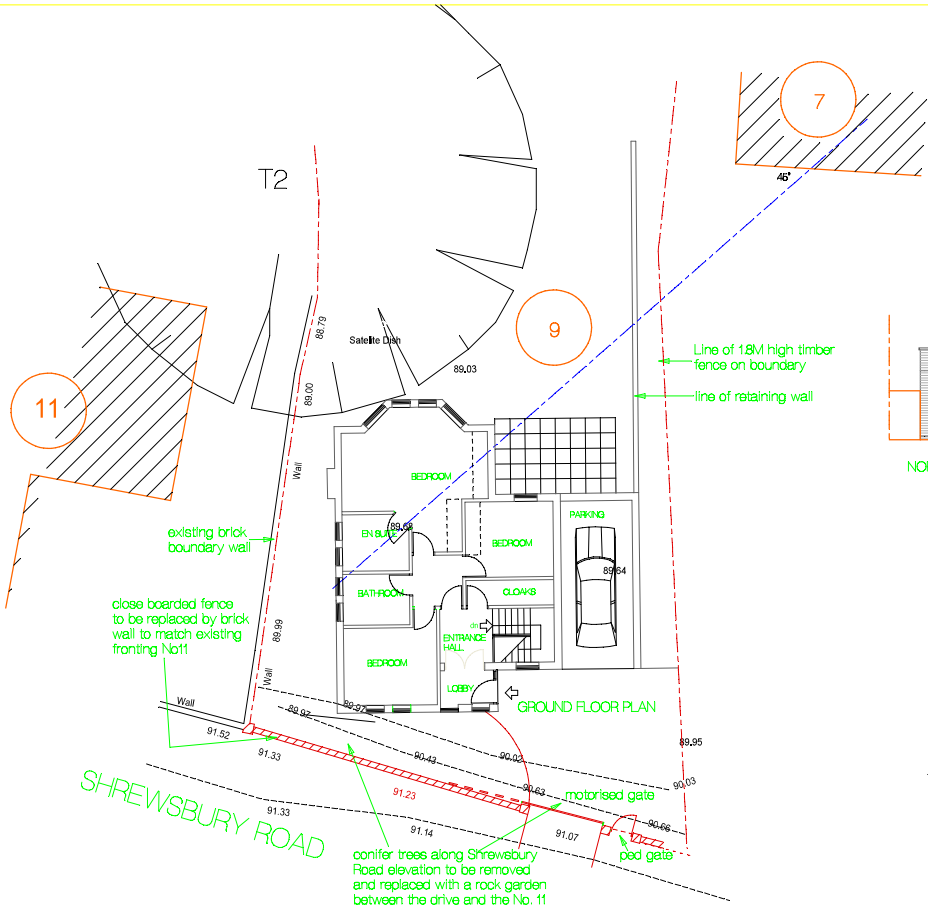 7
45°
T2
9
88.79
Satelite Dish
89.03
89.00
Line of 1.8M high timber
fence on boundary
line of retaining wall
11
NOR
Wall
BEDROOM
existing brick
boundary wall
EN.SUITE
89.68
BEDROOM
PARKING
89.64
BATHROOM
CLOAKS
close boarded fence
to be replaced by brick
wall to match existing
fronting No11
89.99
dn
ENTRANCE
HALL
BEDROOM
LOBBY
Wall
GROUND FLOOR PLAN
Wall
89.97
89.97
91.52
91.33
90.43
90.02
89.95
90.03
SHREWSBURY ROAD
91.23
90.63
motorised gate
91.33
91.14
91.07
90.66
ped gate
conifer trees along Shrewsbury
Road elevation to be removed
and replaced with a rock garden
between the drive and the No. 11